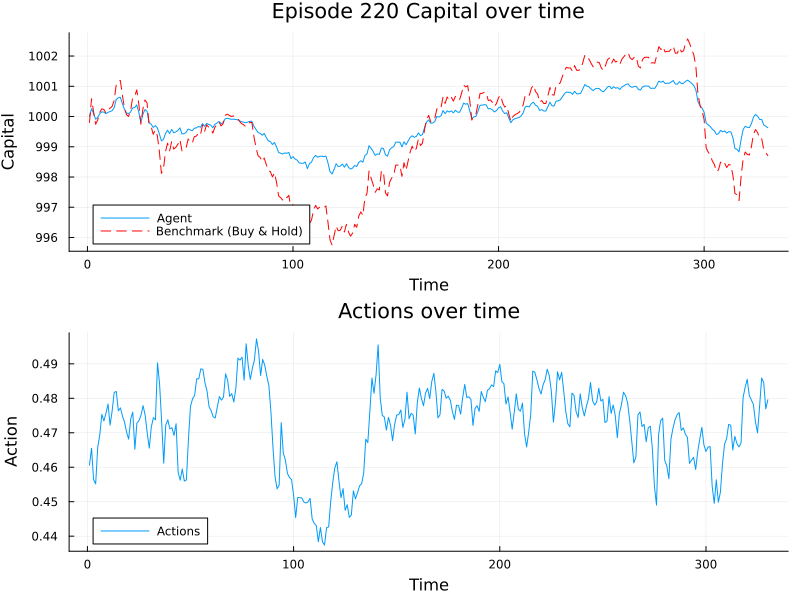 Episode 220 Capital over time
1002
1001
1000
999
998
997
996
Capital
Agent
Benchmark (Buy & Hold)
0
100
200
300
Time
Actions over time
0.49
0.48
0.47
0.46
0.45
0.44
Action
Actions
0
100
200
300
Time